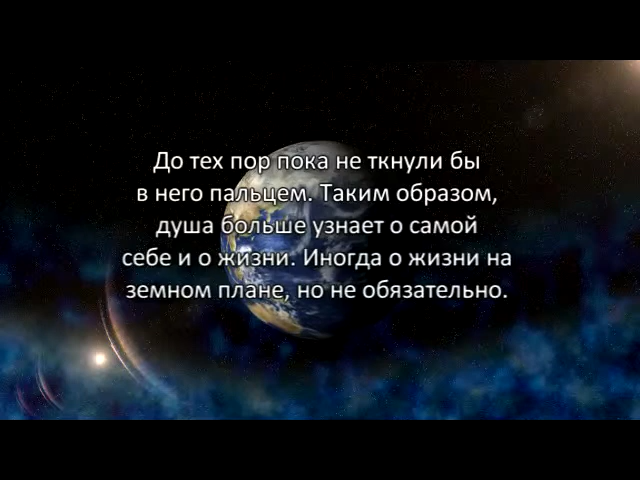 До тех пор пока не ткнули бы
в него пальцем. Таким образом,
душа больше узнает о самой
себе и о жизни. Иногда о жизни на
земном плане, но не обязательно.